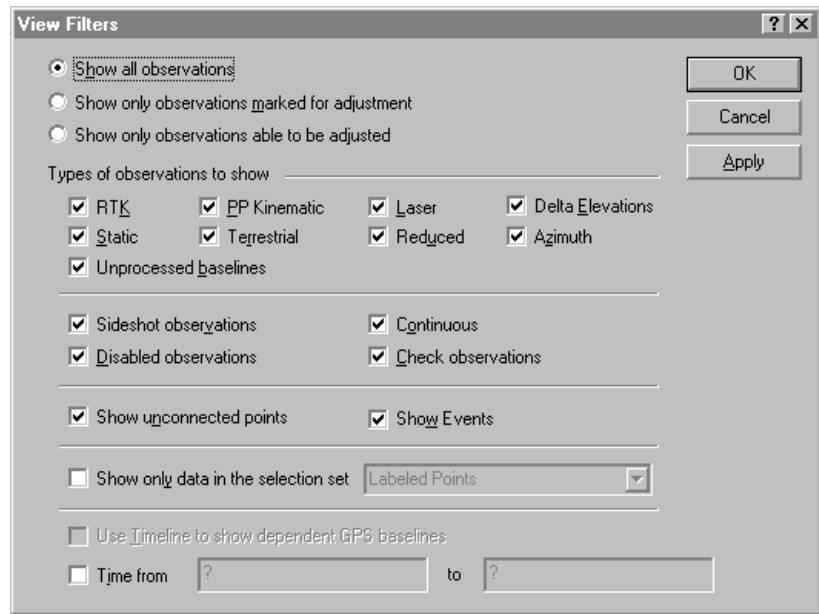 View Filters
Show all observations
OK
Show only observations marked for adjustment
Cancel
Show only observations able to be adjusted
Apply
Types of observations to show
RTK PP Kinematic Laser Delta Elevations
Static Terrestrial Reduced Azimuth
Unprocessed baselines
Sideshot observations Continuous
Disabled observations Check observations
Show unconnected points Show Events
Show only data in the selection set Labeled Points
Use Timeline to show dependent GPS baselines
Time from ? to ?